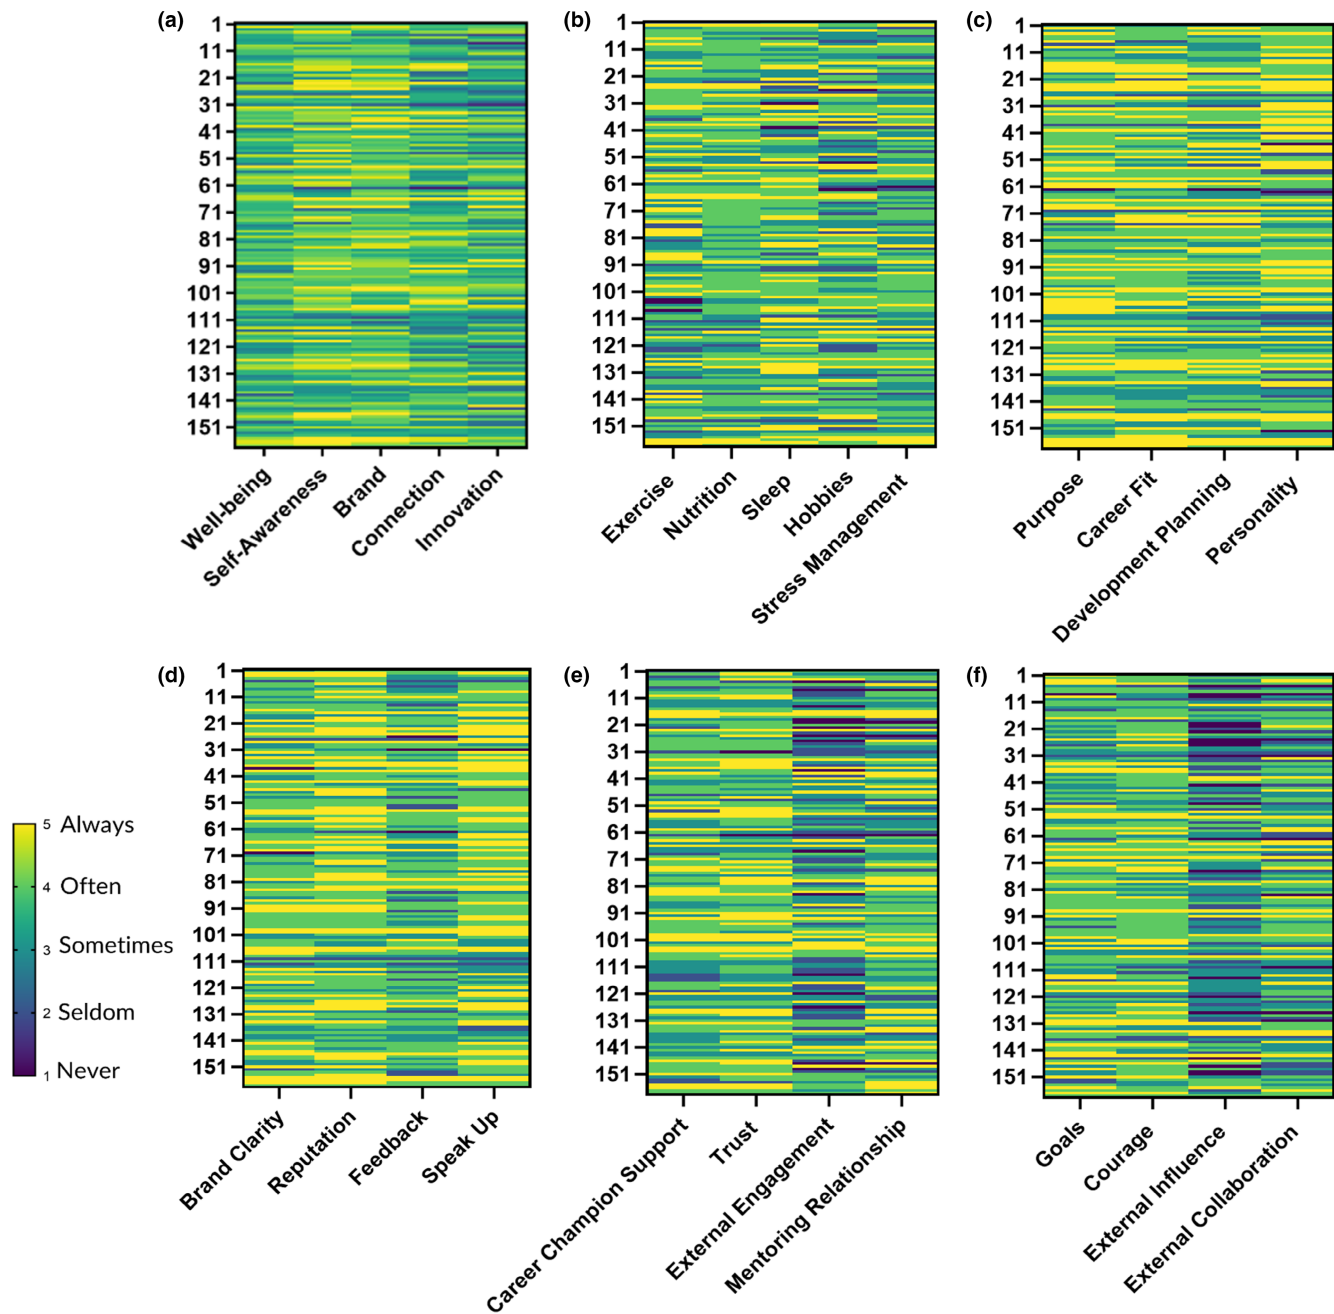 (a)
1
11
21
31
41
51
61
71
81
91
101
111
121
131
141
151
Well-being
Self-Awareness
Brand
Connection
Innovation
(b)
1
11
21
31
41
51
61
71
81
91
101
111
121
131
141
151
Exercise
Nutrition
Sleep
Hobbies
Stress Management
(c)
1
11
21
31
41
51
61
71
81
91
101
111
121
131
141
151
Purpose
Career Fit
Development Planning
Personality
5 Always
4 Often
3 Sometimes
2 Seldom
1 Never
(d)
1
11
21
31
41
51
61
71
81
91
101
111
121
131
141
151
Brand Clarity
Reputation
Feedback
Speak Up
(e)
1
11
21
31
41
51
61
71
81
91
101
111
121
131
141
151
Career Champion Support
Trust
External Engagement
Mentoring Relationship
(f)
1
11
21
31
41
51
61
71
81
91
101
111
121
131
141
151
Goals
Courage
External Influence
External Collaboration